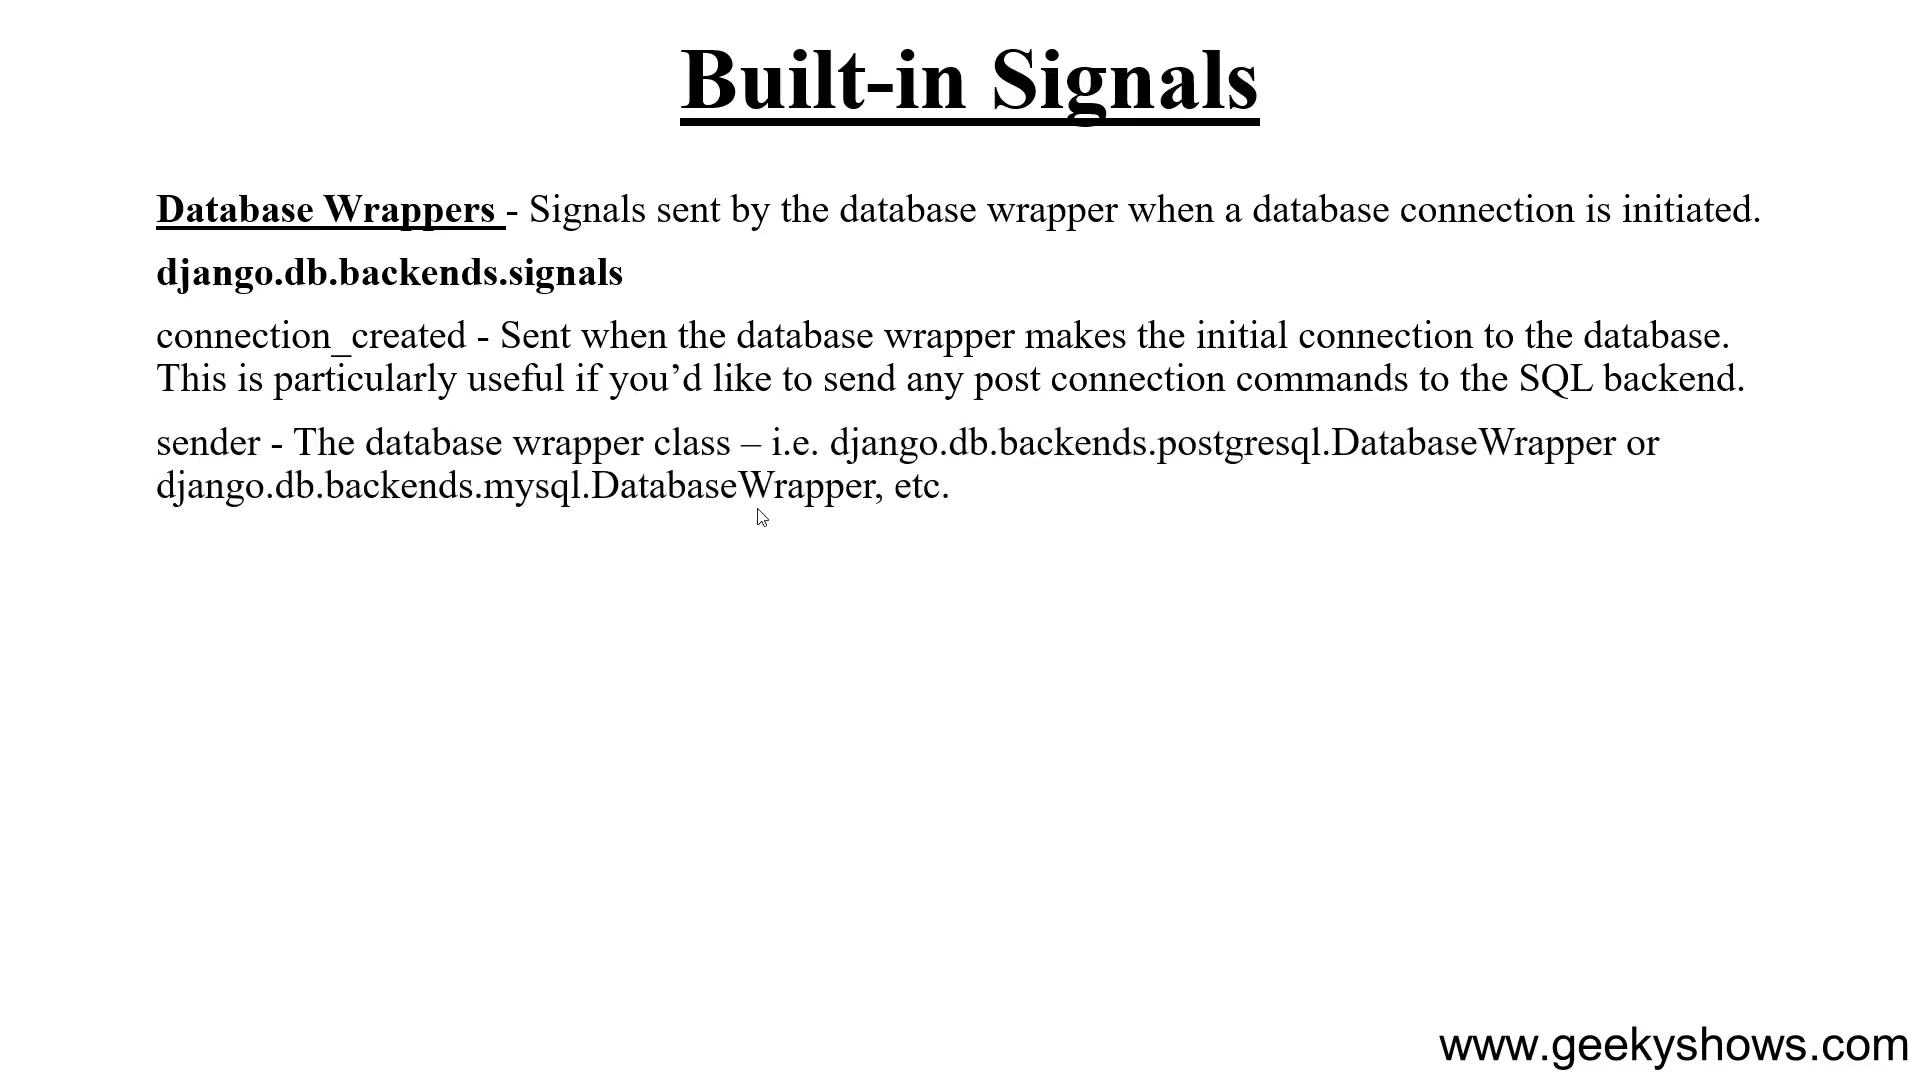 Built-in Signals
Database Wrappers - Signals sent by the database wrapper when a database connection is initiated.
django.db.backends.signals
connection_created - Sent when the database wrapper makes the initial connection to the database.
This is particularly useful if you’d like to send any post connection commands to the SQL backend.
sender - The database wrapper class – i.e. django.db.backends.postgresql.DatabaseWrapper or
django.db.backends.mysql.DatabaseWrapper, etc.
www.geekyshows.com